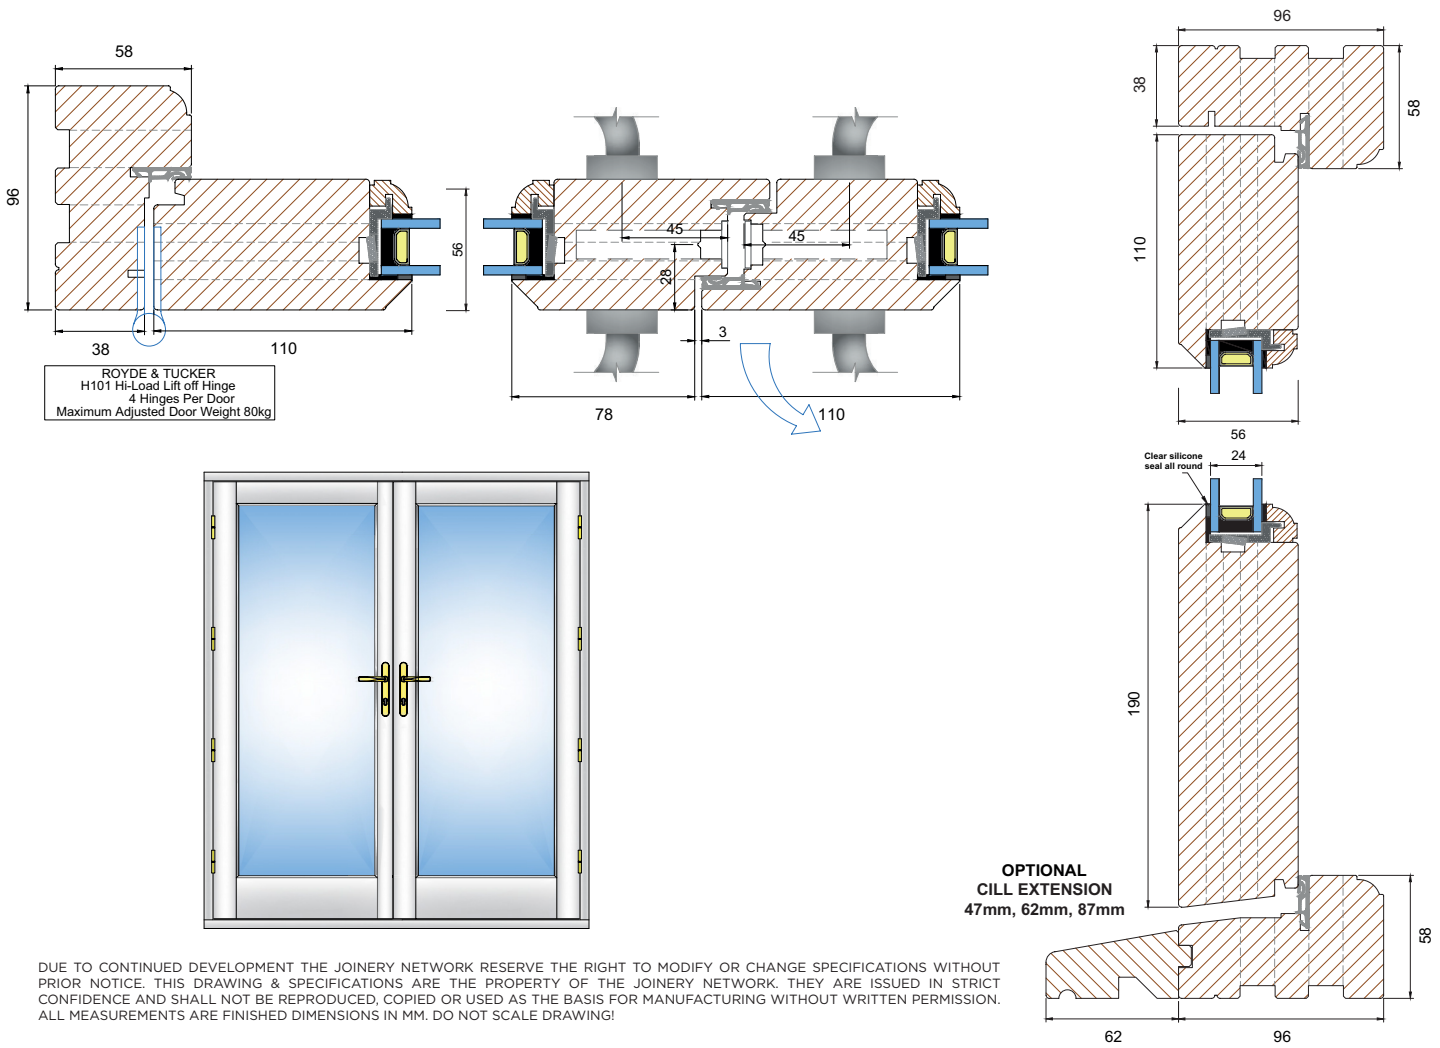 58
96
38
110
56
ROYDE & TUCKER
H101 Hi-Load Lift off Hinge
4 Hinges Per Door
Maximum Adjusted Door Weight 80kg
45
45
28
3
78
110
96
38
58
110
56
Clear silicone
seal all round
24
190
OPTIONAL
CILL EXTENSION
47mm, 62mm, 87mm
58
62
96
DUE TO CONTINUED DEVELOPMENT THE JOINERY NETWORK RESERVE THE RIGHT TO MODIFY OR CHANGE SPECIFICATIONS WITHOUT
PRIOR NOTICE. THIS DRAWING & SPECIFICATIONS ARE THE PROPERTY OF THE JOINERY NETWORK. THEY ARE ISSUED IN STRICT
CONFIDENCE AND SHALL NOT BE REPRODUCED, COPIED OR USED AS THE BASIS FOR MANUFACTURING WITHOUT WRITTEN PERMISSION.
ALL MEASUREMENTS ARE FINISHED DIMENSIONS IN MM. DO NOT SCALE DRAWING!